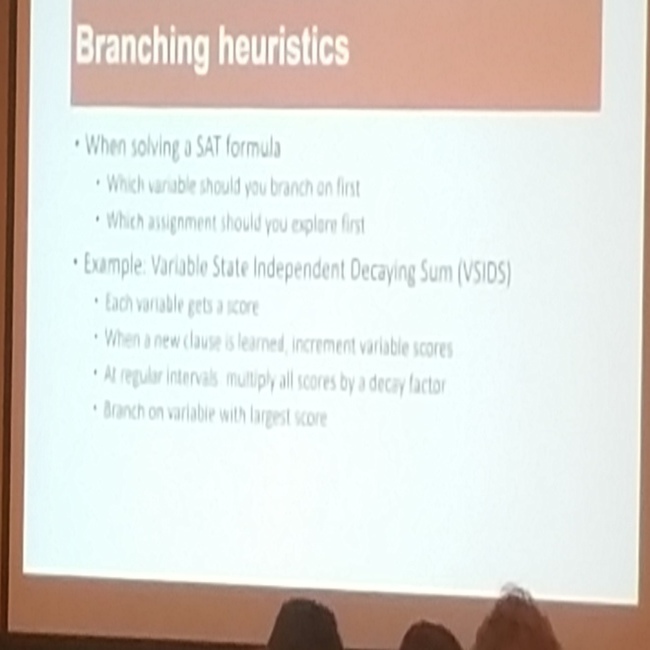 Branching heuristics
• When solving a SAT formula
• Which variable should you branch on first
• Which assignment should you explore first
• Example: Variable State Independent Decaying Sum (VSIDS)
• Each variable gets a score
• When a new clause is learned, increment variable scores
• At regular intervals multiply all scores by a decay factor
• Branch on variable with largest score